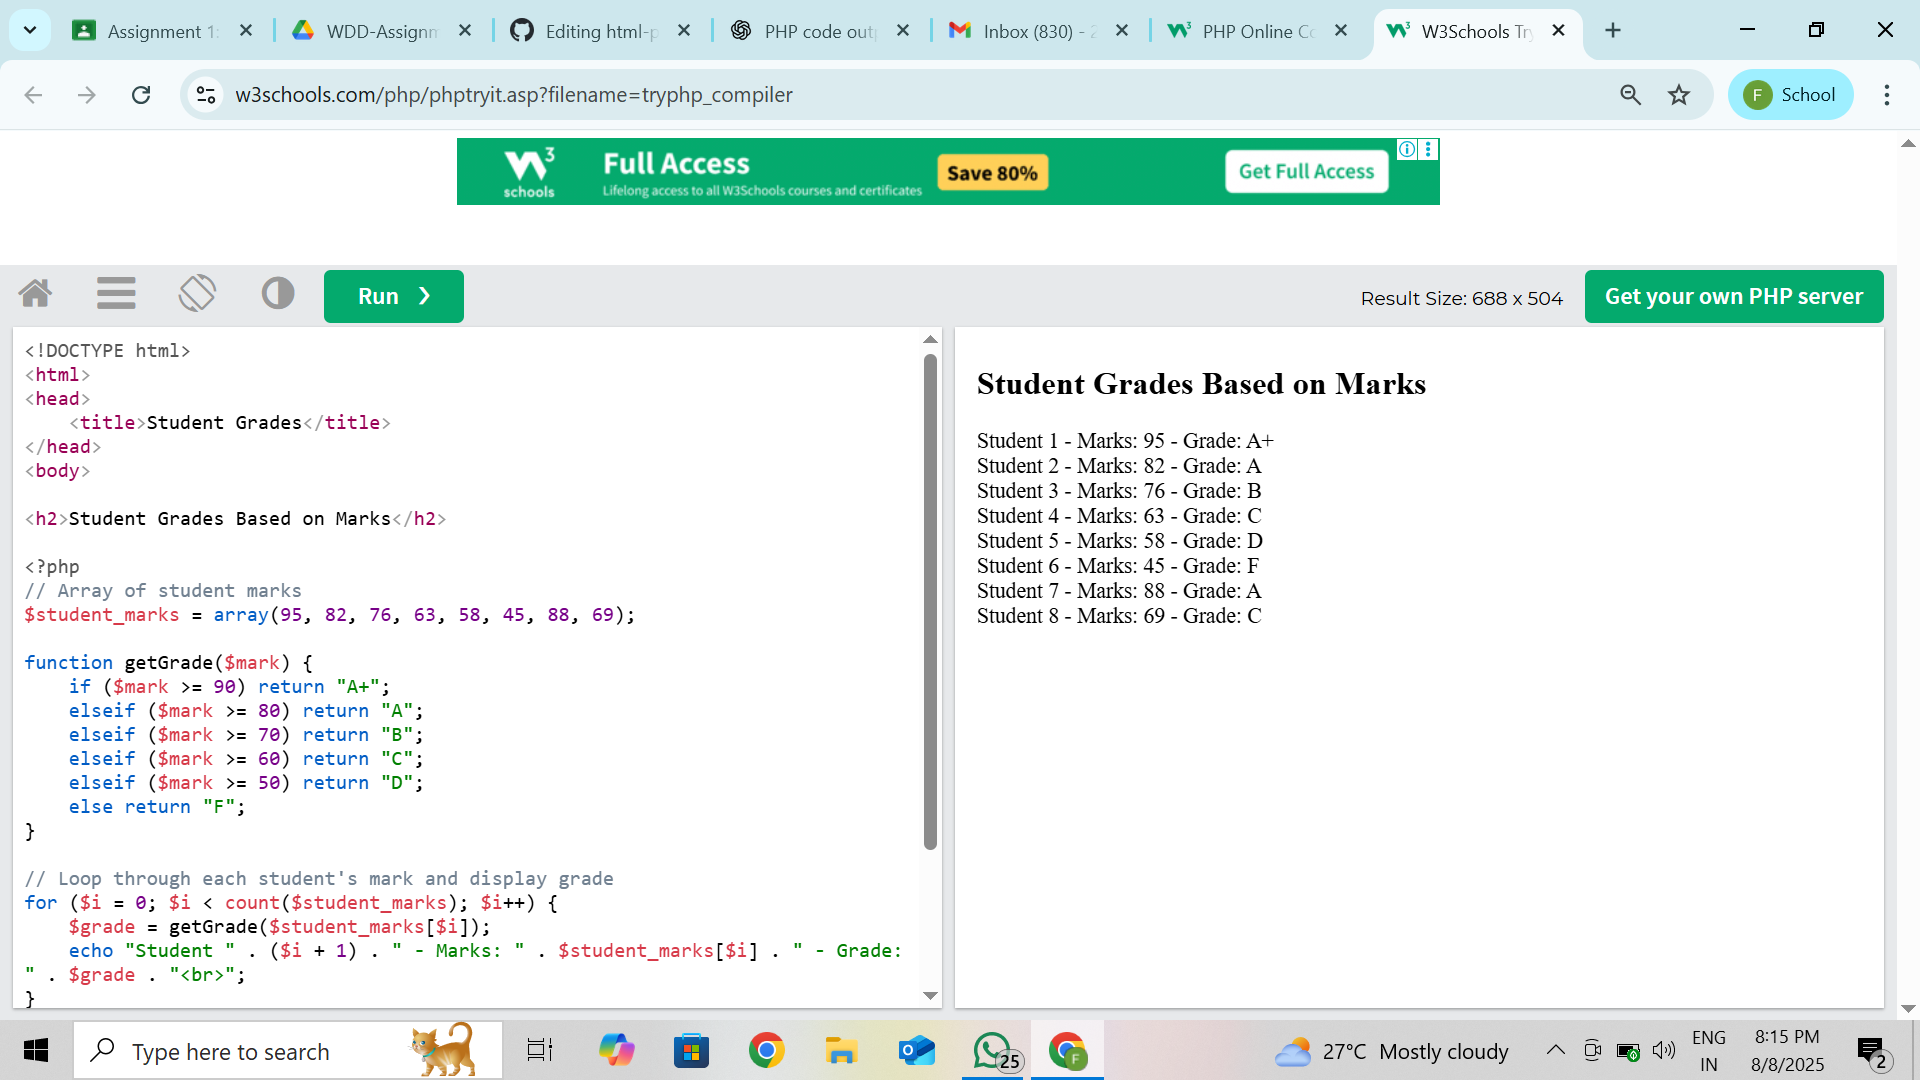 Assignment 1:
WDD-Assignm
Editing html-p
PHP code outp
Inbox (830) - 2
PHP Online Co
W3Schools Try
w3schools.com/php/phptryit.asp?filename=tryphp_compiler
F School
W3 schools
Full Access
Lifelong access to all W3Schools courses and certificates
Save 80%
Get Full Access
Run ❯
Result Size: 688 x 504
Get your own PHP server
<!DOCTYPE html>
<html>
<head>
    <title>Student Grades</title>
</head>
<body>
<h2>Student Grades Based on Marks</h2>
<?php
// Array of student marks
$student_marks = array(95, 82, 76, 63, 58, 45, 88, 69);
function getGrade($mark) {
    if ($mark >= 90) return "A+";
    elseif ($mark >= 80) return "A";
    elseif ($mark >= 70) return "B";
    elseif ($mark >= 60) return "C";
    elseif ($mark >= 50) return "D";
    else return "F";
}
// Loop through each student's mark and display grade
for ($i = 0; $i < count($student_marks); $i++) {
    $grade = getGrade($student_marks[$i]);
    echo "Student " . ($i + 1) . " - Marks: " . $student_marks[$i] . " - Grade:
" . $grade . "<br>";
}
Student Grades Based on Marks
Student 1 - Marks: 95 - Grade: A+
Student 2 - Marks: 82 - Grade: A
Student 3 - Marks: 76 - Grade: B
Student 4 - Marks: 63 - Grade: C
Student 5 - Marks: 58 - Grade: D
Student 6 - Marks: 45 - Grade: F
Student 7 - Marks: 88 - Grade: A
Student 8 - Marks: 69 - Grade: C
Type here to search
25
F
27°C Mostly cloudy
ENG
IN
8:15 PM
8/8/2025
2